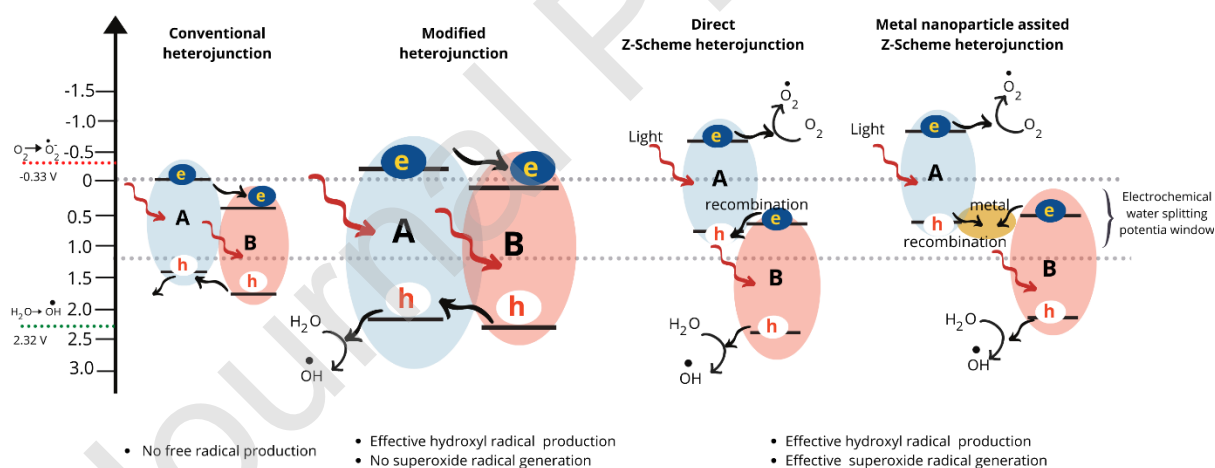 Conventional
heterojunction
Modified
heterojunction
Direct
Z-Scheme heterojunction
Metal nanoparticle assited
Z-Scheme heterojunction
-1.5
-1.0
-0.5
0
0.5
1.0
1.5
2.0
2.5
3.0
O2→•O2-
-0.33 V
H2O→•OH
2.32 V
e
e
A
B
h
h
e
e
A
B
h
h
H2O
•OH
Light
e
•O2
O2
A
recombination
h
e
B
h
H2O
•OH
Light
e
•O2
O2
A
metal
h
e
recombination
B
h
H2O
•OH
Electrochemical
water splitting
potentia window
• No free radical production
• Effective hydroxyl radical production
• No superoxide radical generation
• Effective hydroxyl radical production
• Effective superoxide radical generation
Journal P